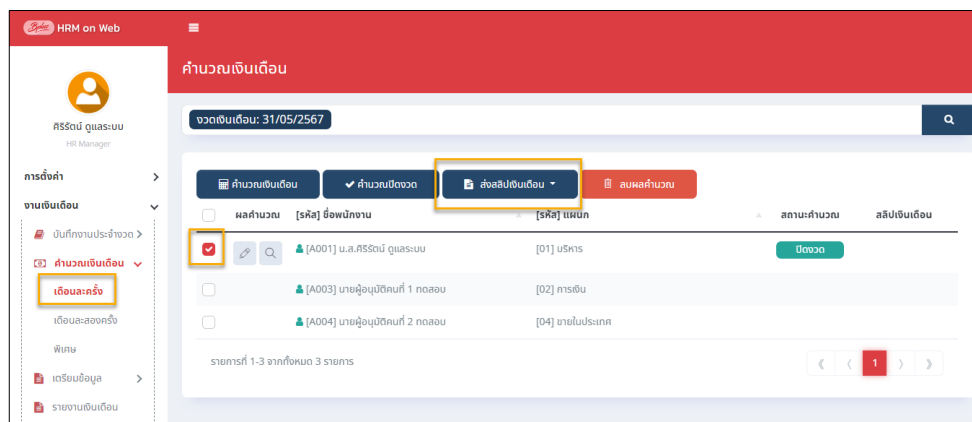 Bplus HRM on Web
คำนวณเงินเดือน
งวดเงินเดือน: 31/05/2567
ศิริรัตน์ ดูแลระบบ
HR Manager
การตั้งค่า
งานเงินเดือน
บันทึกงานประจำงวด
คำนวณเงินเดือน
เดือนละครั้ง
เดือนละสองครั้ง
พิเศษ
เตรียมข้อมูล
รายงานเงินเดือน
คำนวณเงินเดือน คำนวณปิดงวด ส่งสลิปเงินเดือน ลบผลคำนวณ
ผลคำนวณ [รหัส] ชื่อพนักงาน [รหัส] แผนก สถานะคำนวณ สลิปเงินเดือน
[A001] น.ส.ศิริรัตน์ ดูแลระบบ [01] บริหาร ปิดงวด
[A003] นายผู้อนุมัติคนที่ 1 ทดสอบ [02] การเงิน
[A004] นายผู้อนุมัติคนที่ 2 ทดสอบ [04] ขายในประเทศ
รายการที่ 1-3 จากทั้งหมด 3 รายการ
1